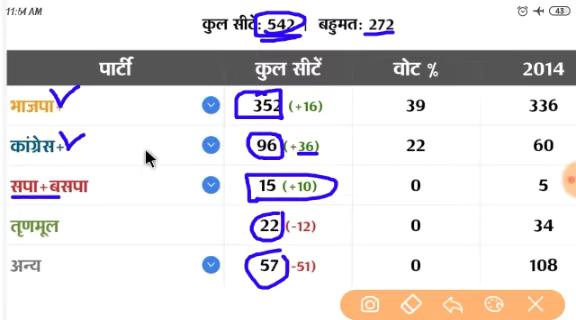 11:54 AM 43
कुल सीटें: 542 | बहुमत: 272
पार्टी कुल सीटें वोट % 2014
भाजपा+ 352 (+16) 39 336
कांग्रेस+ 96 (+36) 22 60
सपा+बसपा 15 (+10) 0 5
तृणमूल 22 (-12) 0 34
अन्य 57 -51) 0 108